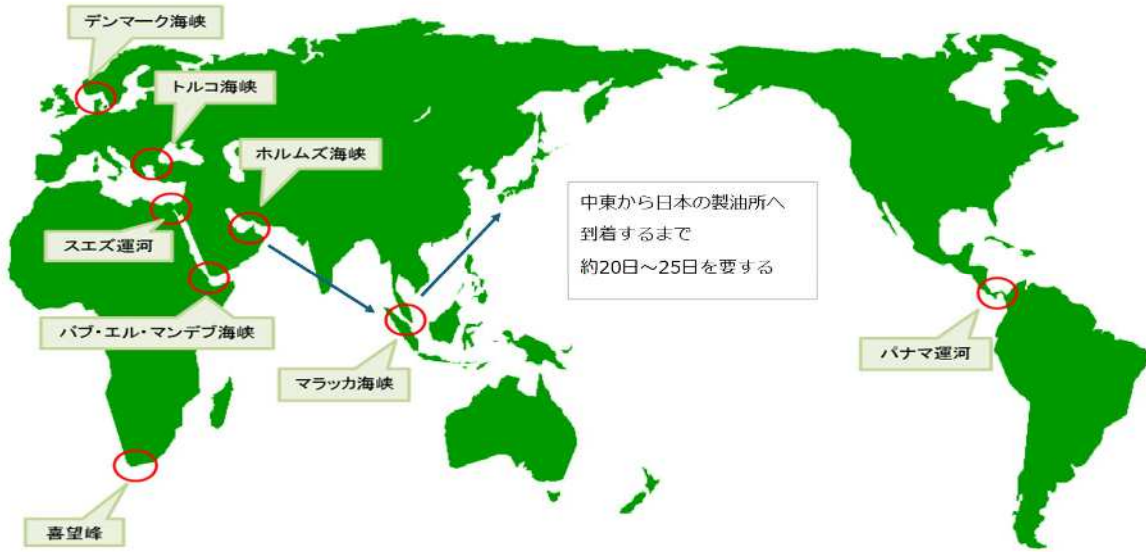 デンマーク海峡
トルコ海峡
ホルムズ海峡
中東から日本の製油所へ
到着するまで
約20日～25日を要する
スエズ運河
バブ・エル・マンデブ海峡
マラッカ海峡
パナマ運河
喜望峰